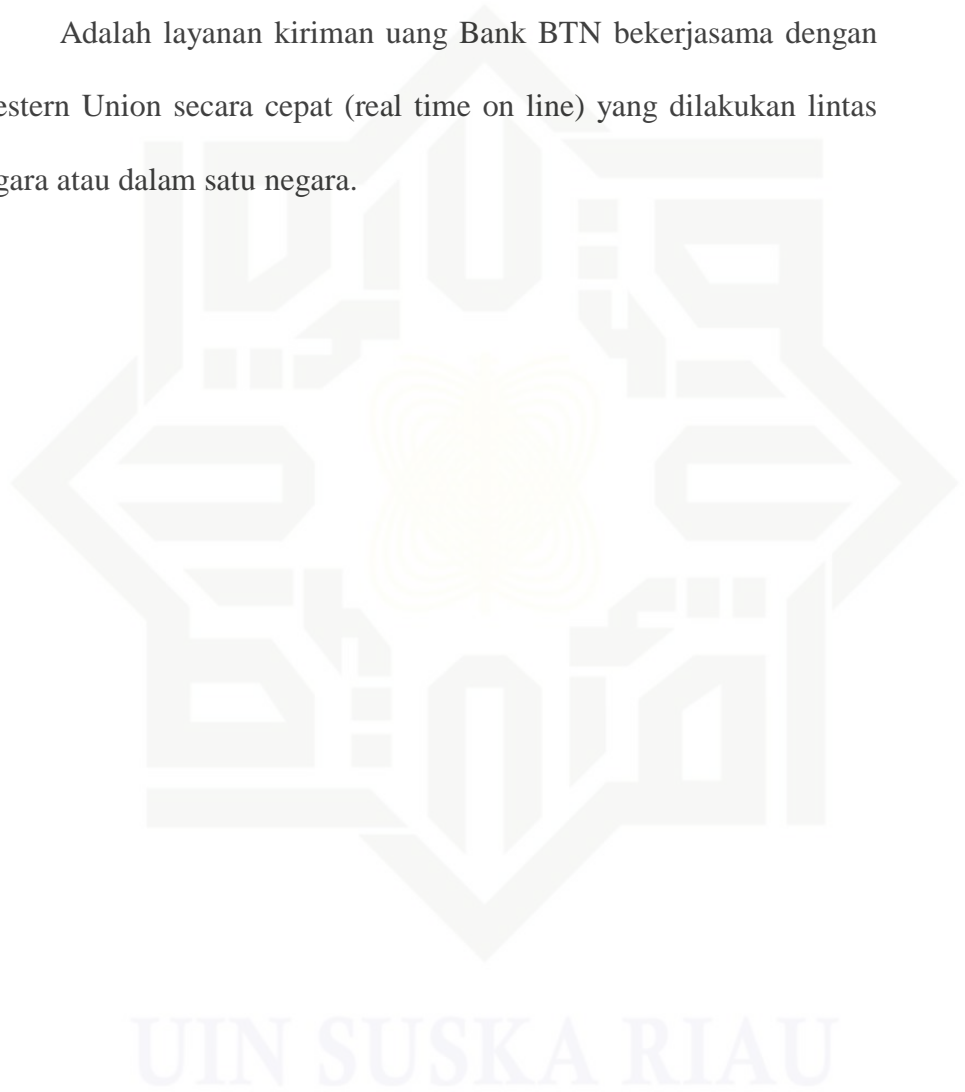 Adalah layanan kiriman uang Bank BTN bekerjasama dengan
estern Union secara cepat (real time on line) yang dilakukan lintas
gara atau dalam satu negara.
UIN SUSKA RIAU